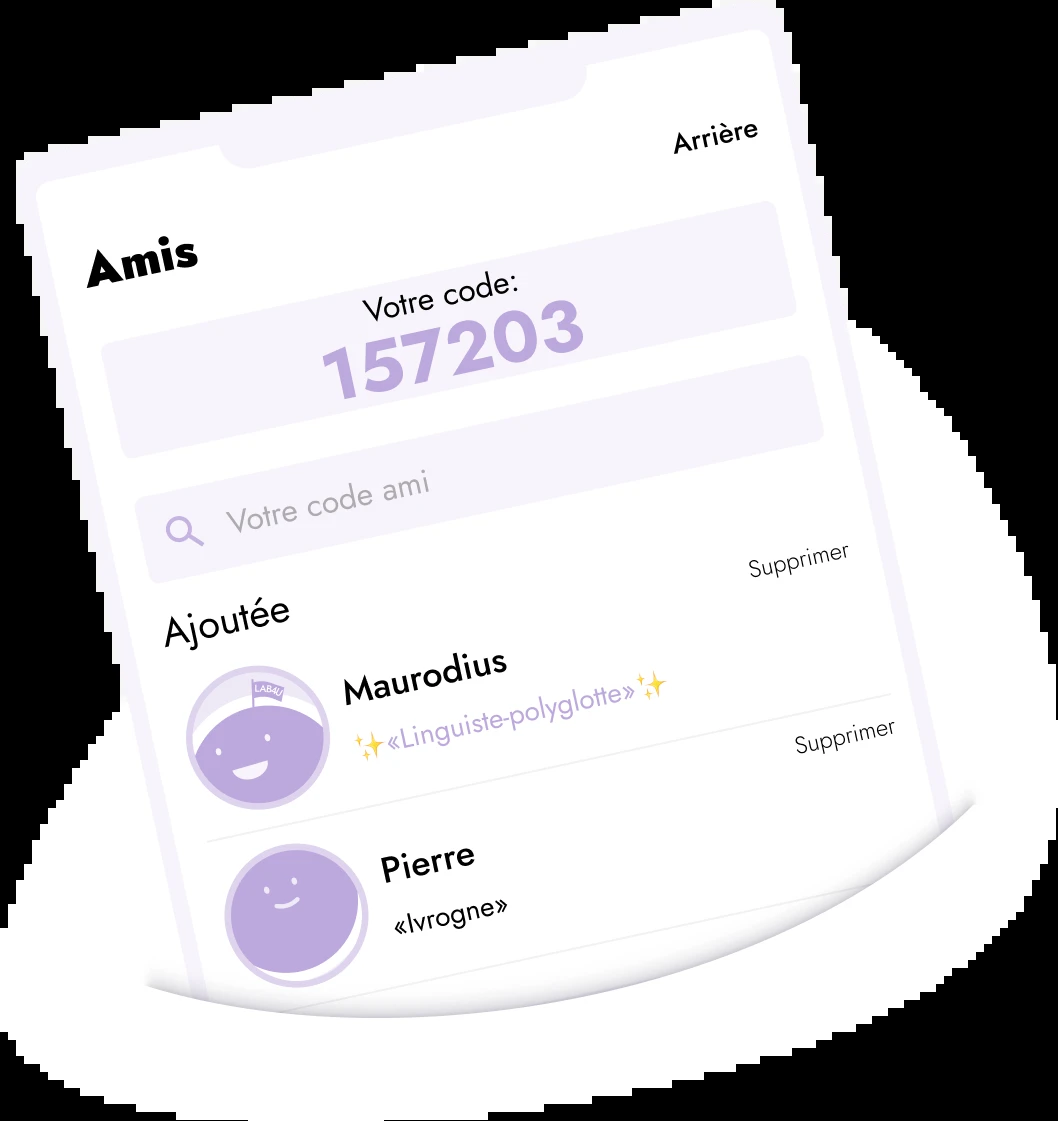 Arrière
Amis
Votre code:
157203
Votre code ami
Supprimer
Ajoutée
LAB4U
Maurodius
✨«Linguiste-polyglotte»✨
Supprimer
Pierre
«Ivrogne»